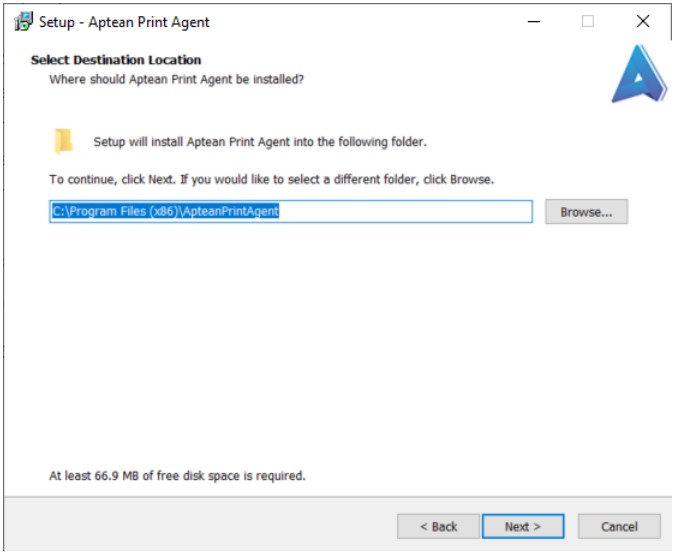 Setup - Aptean Print Agent
Select Destination Location
Where should Aptean Print Agent be installed?
Setup will install Aptean Print Agent into the following folder.
To continue, click Next. If you would like to select a different folder, click Browse.
C:\Program Files (x86)\ApteanPrintAgent
Browse...
At least 66.9 MB of free disk space is required.
< Back
Next >
Cancel